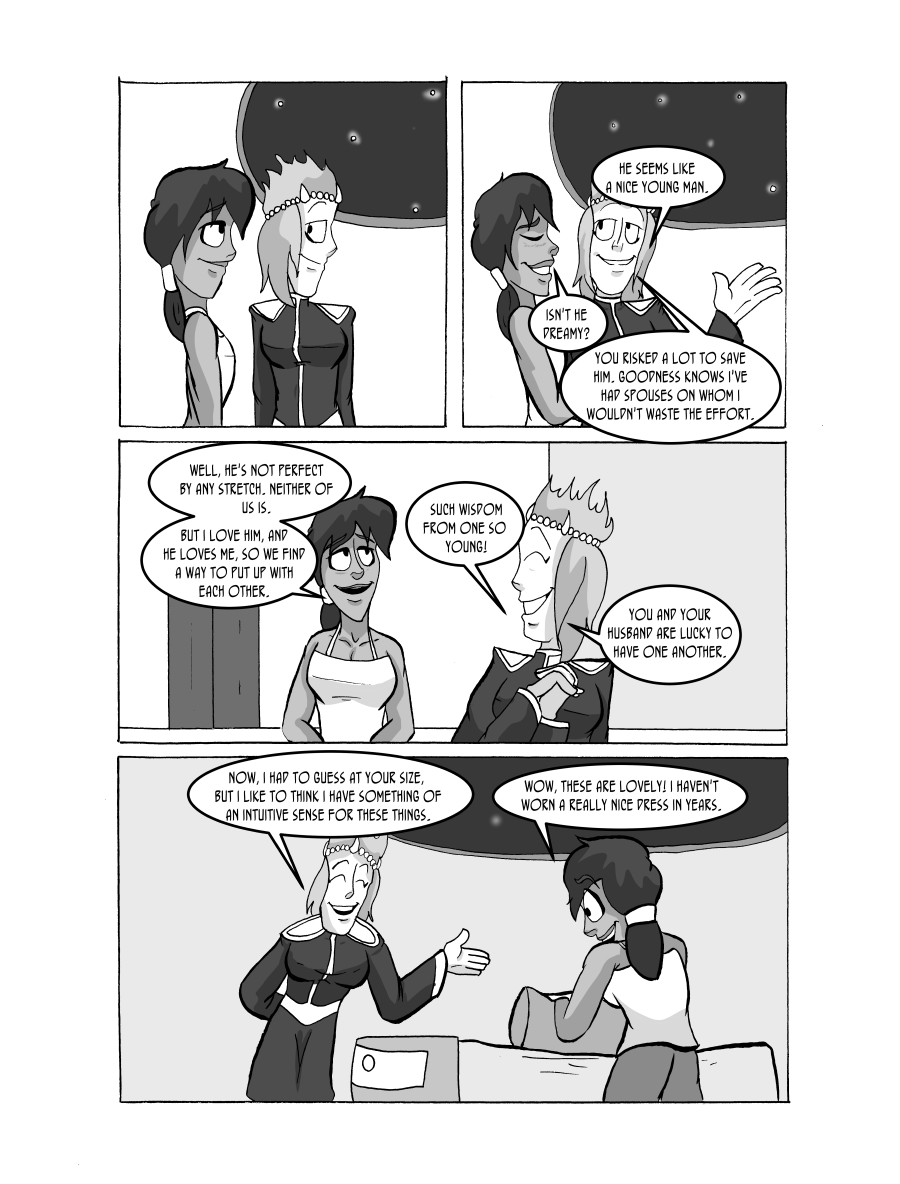 HE SEEMS LIKE
A NICE YOUNG MAN.
ISN'T HE
DREAMY?
YOU RISKED A LOT TO SAVE
HIM. GOODNESS KNOWS I'VE
HAD SPOUSES ON WHOM I
WOULDN'T WASTE THE EFFORT.
WELL, HE'S NOT PERFECT
BY ANY STRETCH. NEITHER OF
US IS.
BUT I LOVE HIM, AND
HE LOVES ME, SO WE FIND
A WAY TO PUT UP WITH
EACH OTHER.
SUCH WISDOM
FROM ONE SO
YOUNG!
YOU AND YOUR
HUSBAND ARE LUCKY TO
HAVE ONE ANOTHER.
NOW, I HAD TO GUESS AT YOUR SIZE,
BUT I LIKE TO THINK I HAVE SOMETHING OF
AN INTUITIVE SENSE FOR THESE THINGS.
WOW, THESE ARE LOVELY! I HAVEN'T
WORN A REALLY NICE DRESS IN YEARS.